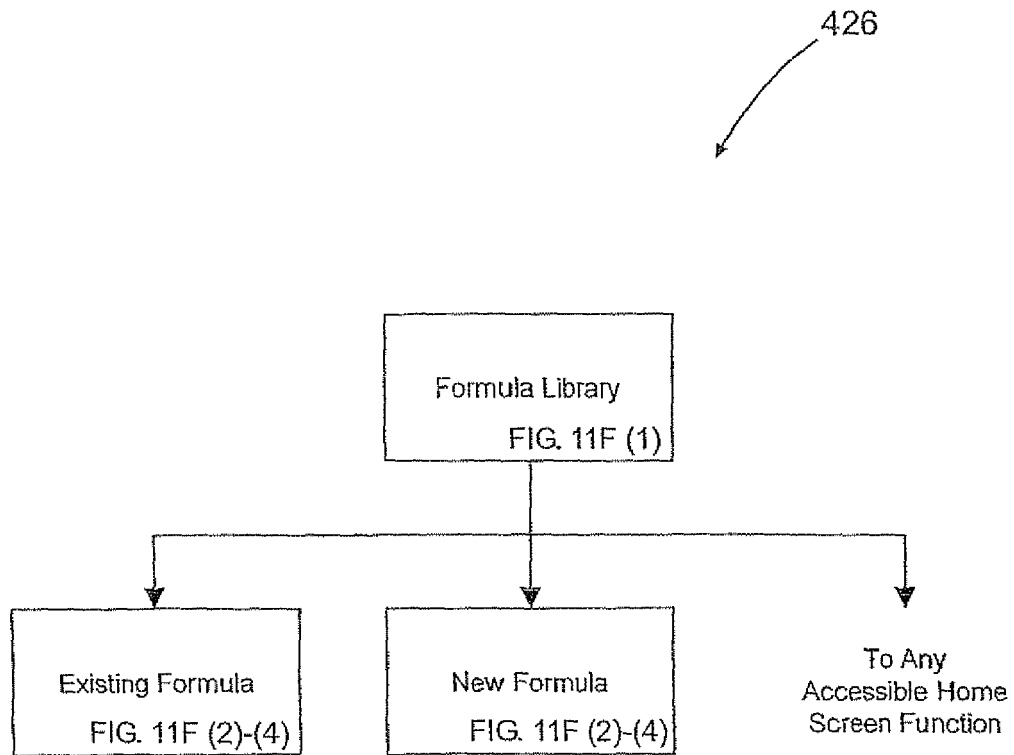 426
Formula Library
FIG. 11F (1)
Existing Formula
FIG. 11F (2)-(4)
New Formula
FIG. 11F (2)-(4)
To Any
Accessible Home
Screen Function